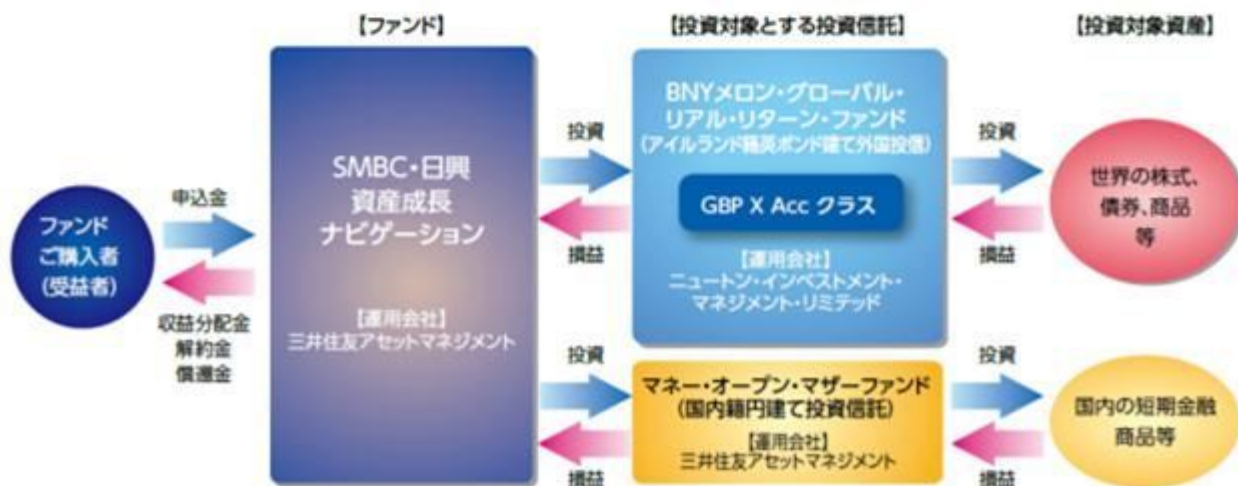 【ファンド】
【投資対象とする投資信託】
【投資対象資産】
ファンド
ご購入者
(受益者)
申込金
収益分配金
解約金
償還金
SMBC・日興
資産成長
ナビゲーション
【運用会社】
三井住友アセットマネジメント
投資
損益
投資
損益
BNYメロン・グローバル・
リアル・リターン・ファンド
(アイルランド籍英ポンド建て外国投信)
GBP X Acc クラス
【運用会社】
ニュートン・インベストメント・
マネジメント・リミテッド
マネー・オープン・マザーファンド
(国内籍円建て投資信託)
【運用会社】
三井住友アセットマネジメント
投資
損益
投資
損益
世界の株式、
債券、商品
等
国内の短期金融
商品等